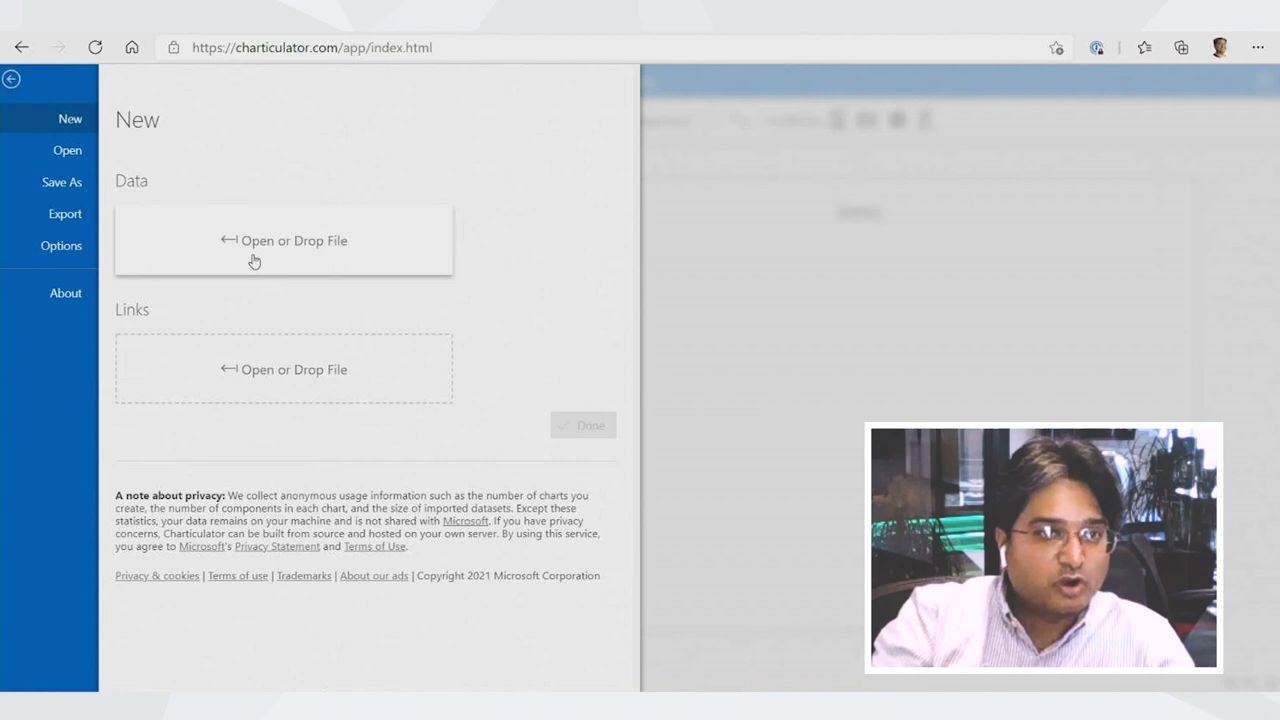 https://charticulator.com/app/index.html
New
Open
Save As
Export
Options
About
New
Data
Open or Drop File
Links
Open or Drop File
Done
A note about privacy: We collect anonymous usage information such as the number of charts you
create, the number of components in each chart, and the size of imported datasets. Except these
statistics, your data remains on your machine and is not shared with Microsoft. If you have privacy
concerns, Charticulator can be built from source and hosted on your own server. By using this service,
you agree to Microsoft's Privacy Statement and Terms of Use.
Privacy & cookies | Terms of use | Trademarks | About our ads | Copyright 2021 Microsoft Corporation